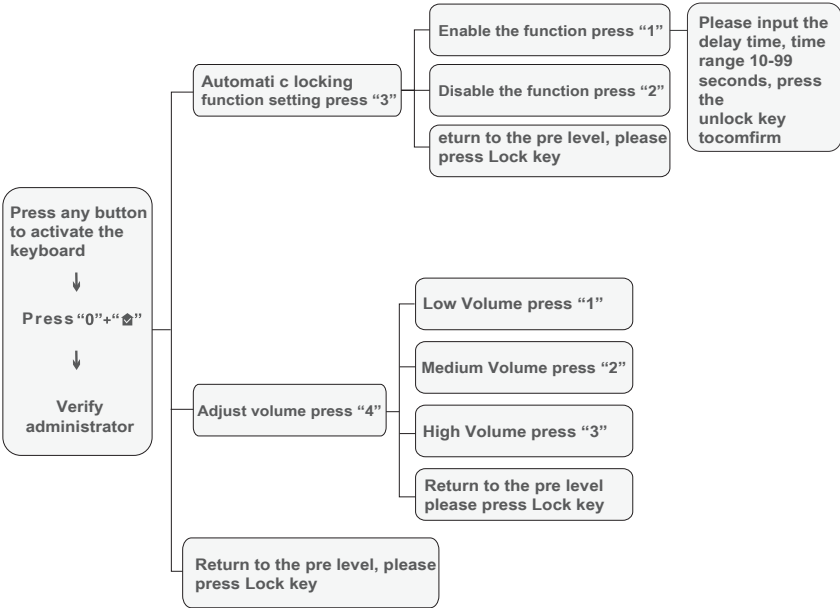 Press any button
to activate the
keyboard
Press “0”+“”
Verify
administrator
Automati c locking
function setting press “3”
Enable the function press “1”
Please input the
delay time, time
range 10-99
seconds, press
the
unlock key
tocomfirm
Disable the function press “2”
eturn to the pre level, please
press Lock key
Adjust volume press “4”
Low Volume press “1”
Medium Volume press “2”
High Volume press “3”
Return to the pre level
please press Lock key
Return to the pre level, please
press Lock key